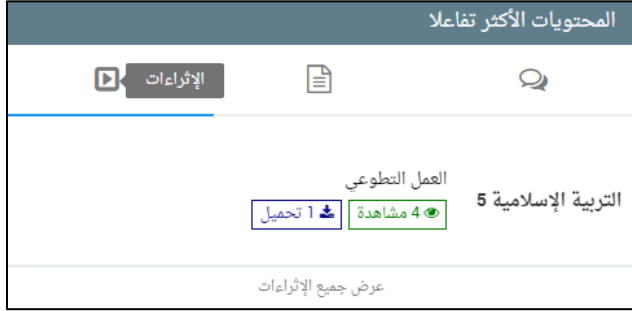 المحتويات الأكثر تفاعلا
الإثراءات
العمل التطوعي
التربية الإسلامية 5
4 مشاهدة
1 تحميل
عرض جميع الإثراءات